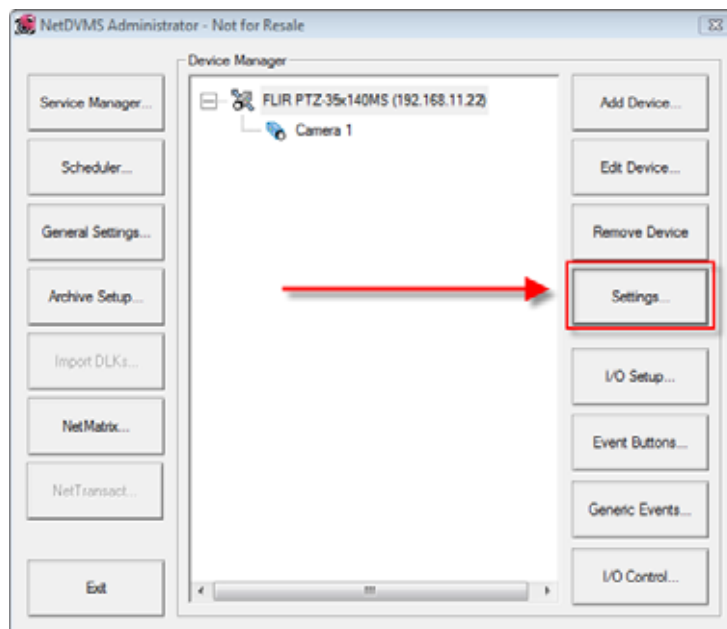 NetDVMS Administrator - Not for Resale
Device Manager
Service Manager...
Scheduler...
General Settings...
Archive Setup...
Import DLKs...
NetMatrix...
NetTransact...
Exit
FLIR PTZ-35x140MS (192.168.11.22)
Camera 1
Add Device...
Edit Device...
Remove Device
Settings...
I/O Setup...
Event Buttons...
Generic Events...
I/O Control...